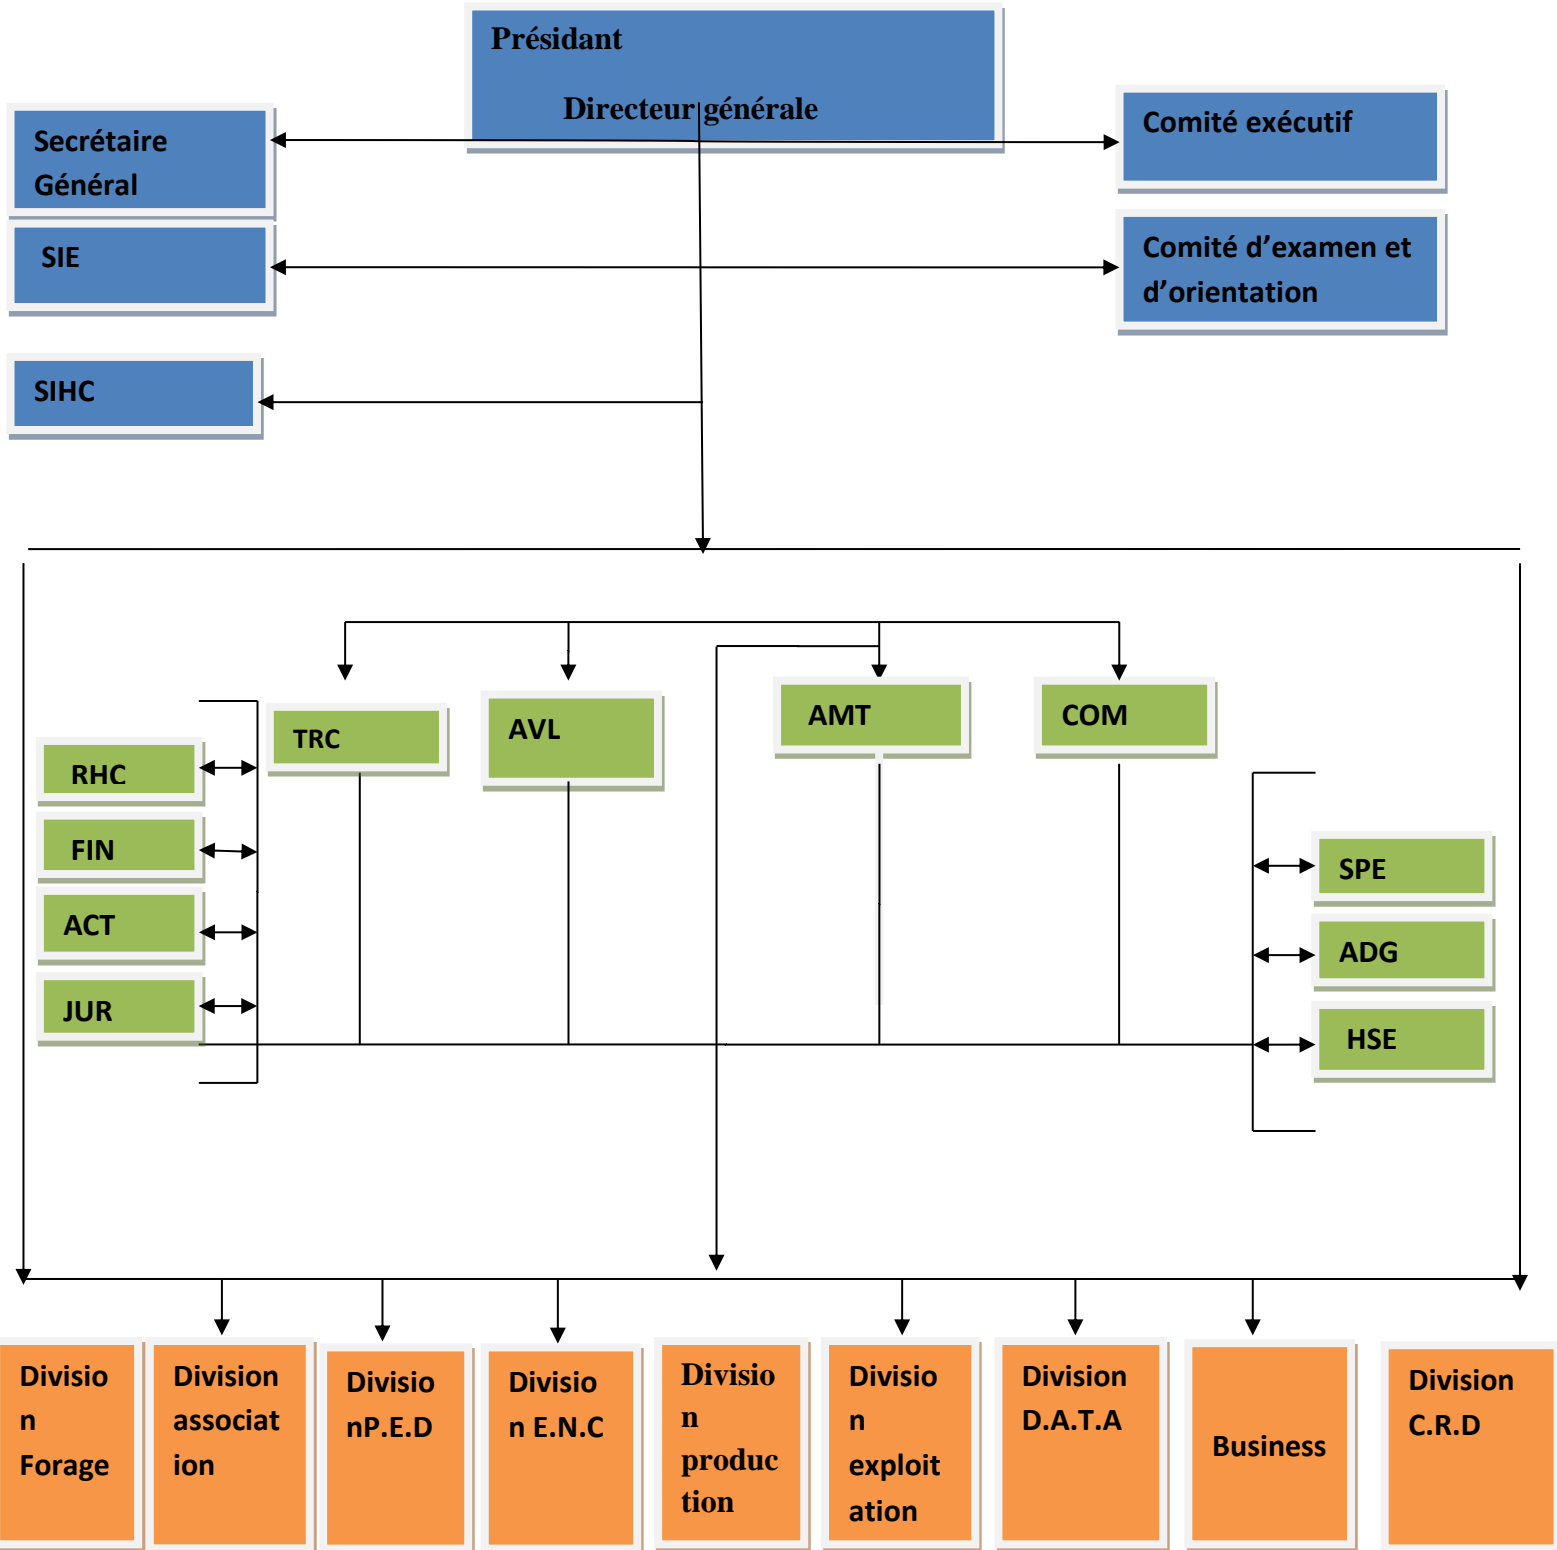 Présidant
Directeur générale
Secrétaire
Général
Comité exécutif
SIE
Comité d’examen et
d’orientation
SIHC
TRC
AVL
AMT
COM
RHC
FIN
ACT
JUR
SPE
ADG
HSE
Divisio
n
Forage
Division
associat
ion
Divisio
nP.E.D
Divisio
n E.N.C
Divisio
n
produc
tion
Divisio
n
exploit
ation
Division
D.A.T.A
Business
Division
C.R.D